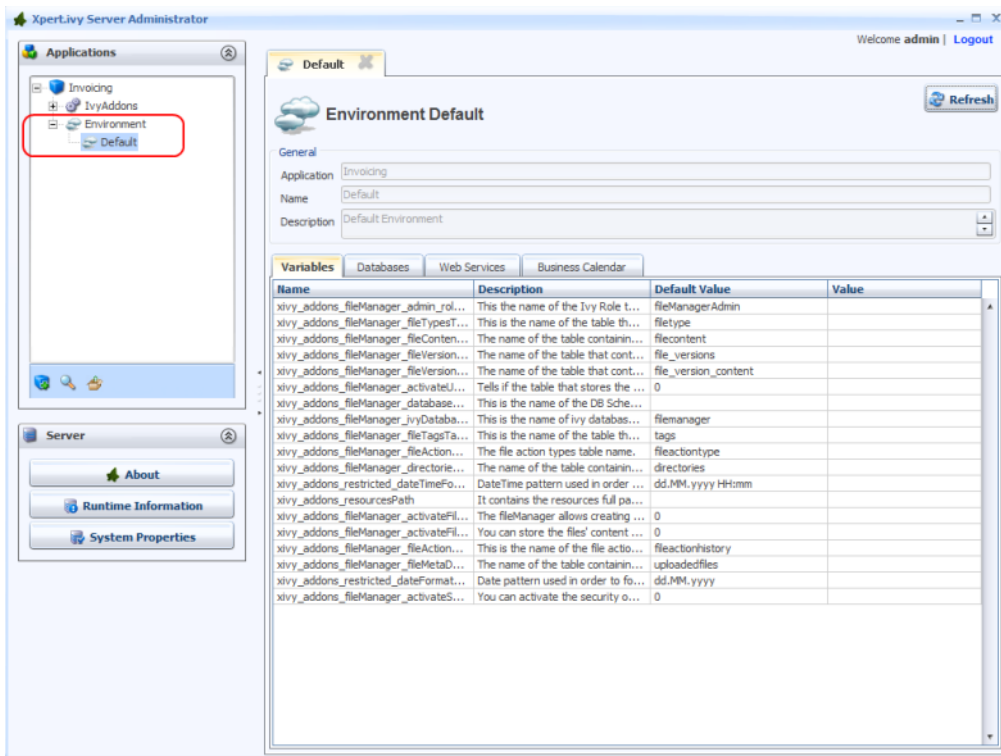 Xpert.ivy Server Administrator
Welcome admin | Logout
Applications
Invoicing
IvyAddons
Environment
Default
Server
About
Runtime Information
System Properties
Default
Environment Default
Refresh
General
Application Invoicing
Name Default
Description Default Environment
Variables Databases Web Services Business Calendar
Name Description Default Value Value
xivy_addons_fileManager_admin_rol... This the name of the Ivy Role t... fileManagerAdmin
xivy_addons_fileManager_fileTypesT... This is the name of the table th... filetype
xivy_addons_fileManager_fileConten... The name of the table containin... filecontent
xivy_addons_fileManager_fileVersion... The name of the table that cont... file_versions
xivy_addons_fileManager_fileVersion... The name of the table that cont... file_version_content
xivy_addons_fileManager_activateU... Tells if the table that stores the ... 0
xivy_addons_fileManager_database... This is the name of the DB Sche...
xivy_addons_fileManager_ivyDataba... This is the name of ivy databas... filemanager
xivy_addons_fileManager_fileTagsTa... This is the name of the table th... tags
xivy_addons_fileManager_fileAction... The file action types table name. fileactiontype
xivy_addons_fileManager_directorie... The name of the table containin... directories
xivy_addons_restricted_dateTimeFo... DateTime pattern used in order ... dd.MM.yyyy HH:mm
xivy_addons_resourcesPath It contains the resources full pa...
xivy_addons_fileManager_activateFil... The fileManager allows creating ... 0
xivy_addons_fileManager_activateFil... You can store the files' content ... 0
xivy_addons_fileManager_fileAction... This is the name of the file actio... fileactionhistory
xivy_addons_fileManager_fileMetaD... The name of the table containin... uploadedfiles
xivy_addons_restricted_dateFormat... Date pattern used in order to fo... dd.MM.yyyy
xivy_addons_fileManager_activateS... You can activate the security o... 0